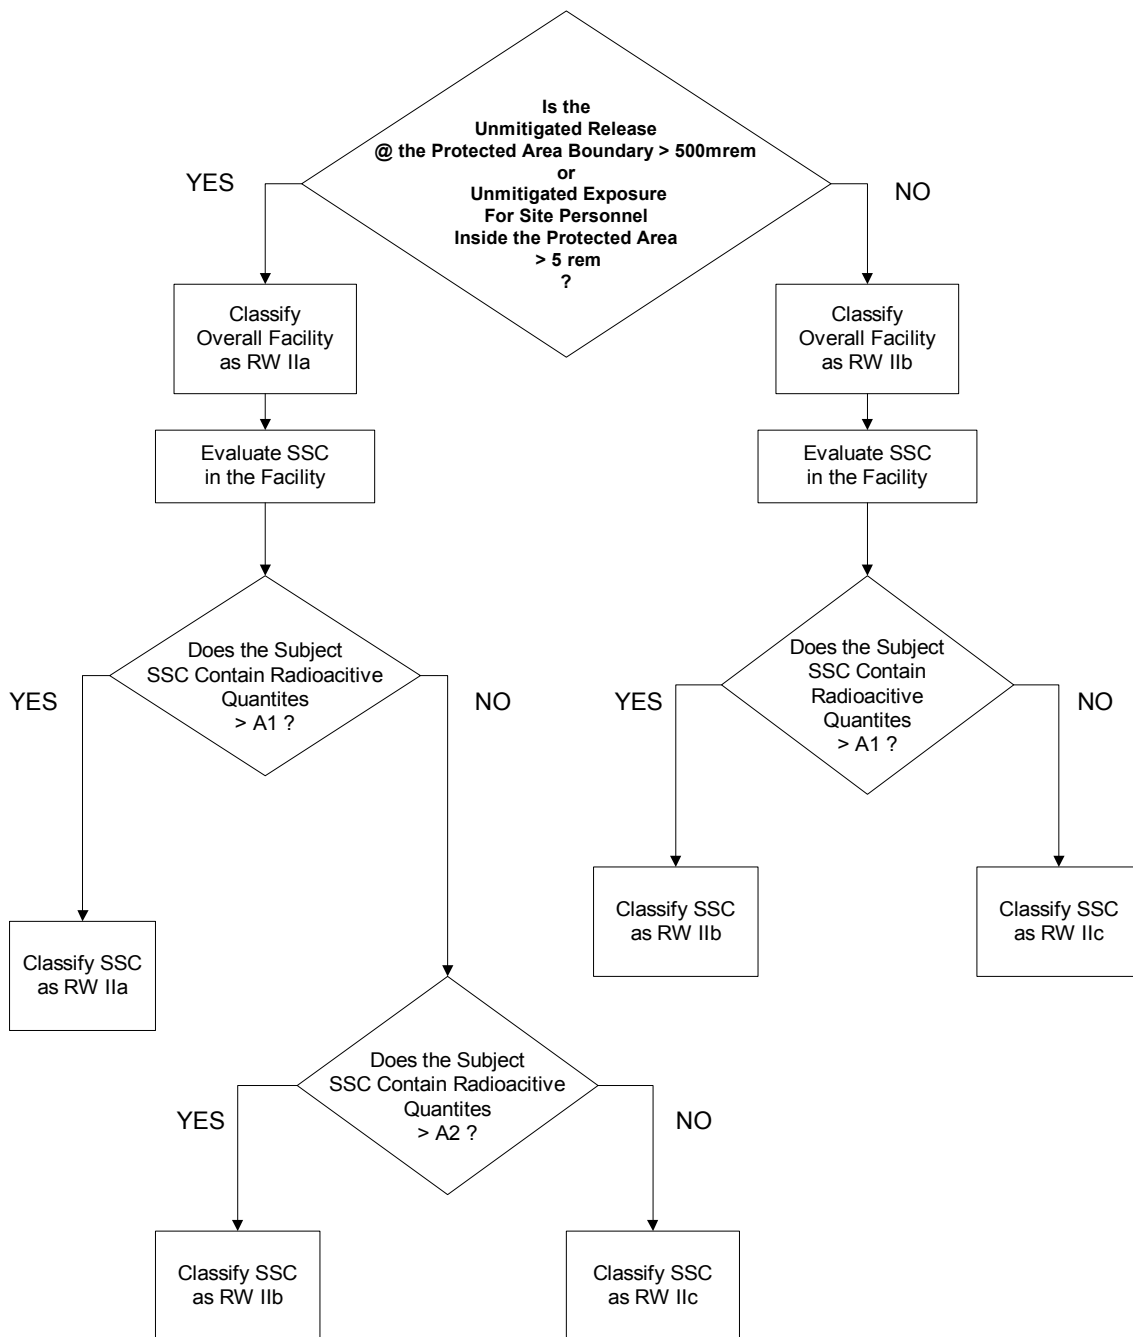 Is the
Unmitigated Release
@ the Protected Area Boundary > 500mrem
or
Unmitigated Exposure
For Site Personnel
Inside the Protected Area
> 5 rem
?
YES
NO
Classify
Overall Facility
as RW IIa
Classify
Overall Facility
as RW IIb
Evaluate SSC
in the Facility
Evaluate SSC
in the Facility
Does the Subject
SSC Contain Radioacitive
Quantites
> A1 ?
YES
NO
Does the Subject
SSC Contain
Radioacitive
Quantites
> A1 ?
YES
NO
Classify SSC
as RW IIa
Classify SSC
as RW IIb
Classify SSC
as RW IIc
Does the Subject
SSC Contain Radioacitive
Quantites
> A2 ?
YES
NO
Classify SSC
as RW IIb
Classify SSC
as RW IIc